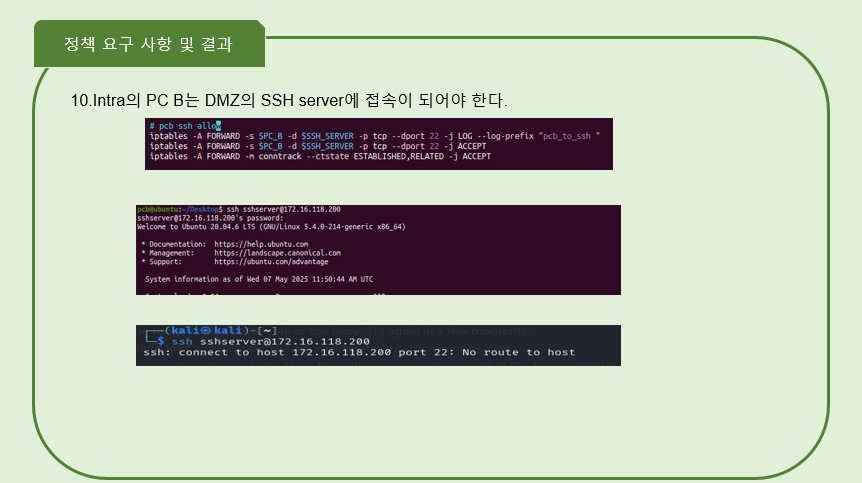 정책 요구 사항 및 결과
10.Intra의 PC B는 DMZ의 SSH server에 접속이 되어야 한다.
# pcb ssh allow
iptables -A FORWARD -s $PC_B -d $SSH_SERVER -p tcp --dport 22 -j LOG --log-prefix "pcb_to_ssh "
iptables -A FORWARD -s $PC_B -d $SSH_SERVER -p tcp --dport 22 -j ACCEPT
iptables -A FORWARD -m conntrack --ctstate ESTABLISHED,RELATED -j ACCEPT
pcb@ubuntu:~/Desktop$ ssh sshserver@172.16.118.200
sshserver@172.16.118.200's password:
Welcome to Ubuntu 20.04.6 LTS (GNU/Linux 5.4.0-214-generic x86_64)
* Documentation: https://help.ubuntu.com
* Management: https://landscape.canonical.com
* Support: https://ubuntu.com/advantage
System information as of Wed 07 May 2025 11:50:44 AM UTC
┌──(kali㉿kali)-[~]
└─$ ssh sshserver@172.16.118.200
ssh: connect to host 172.16.118.200 port 22: No route to host